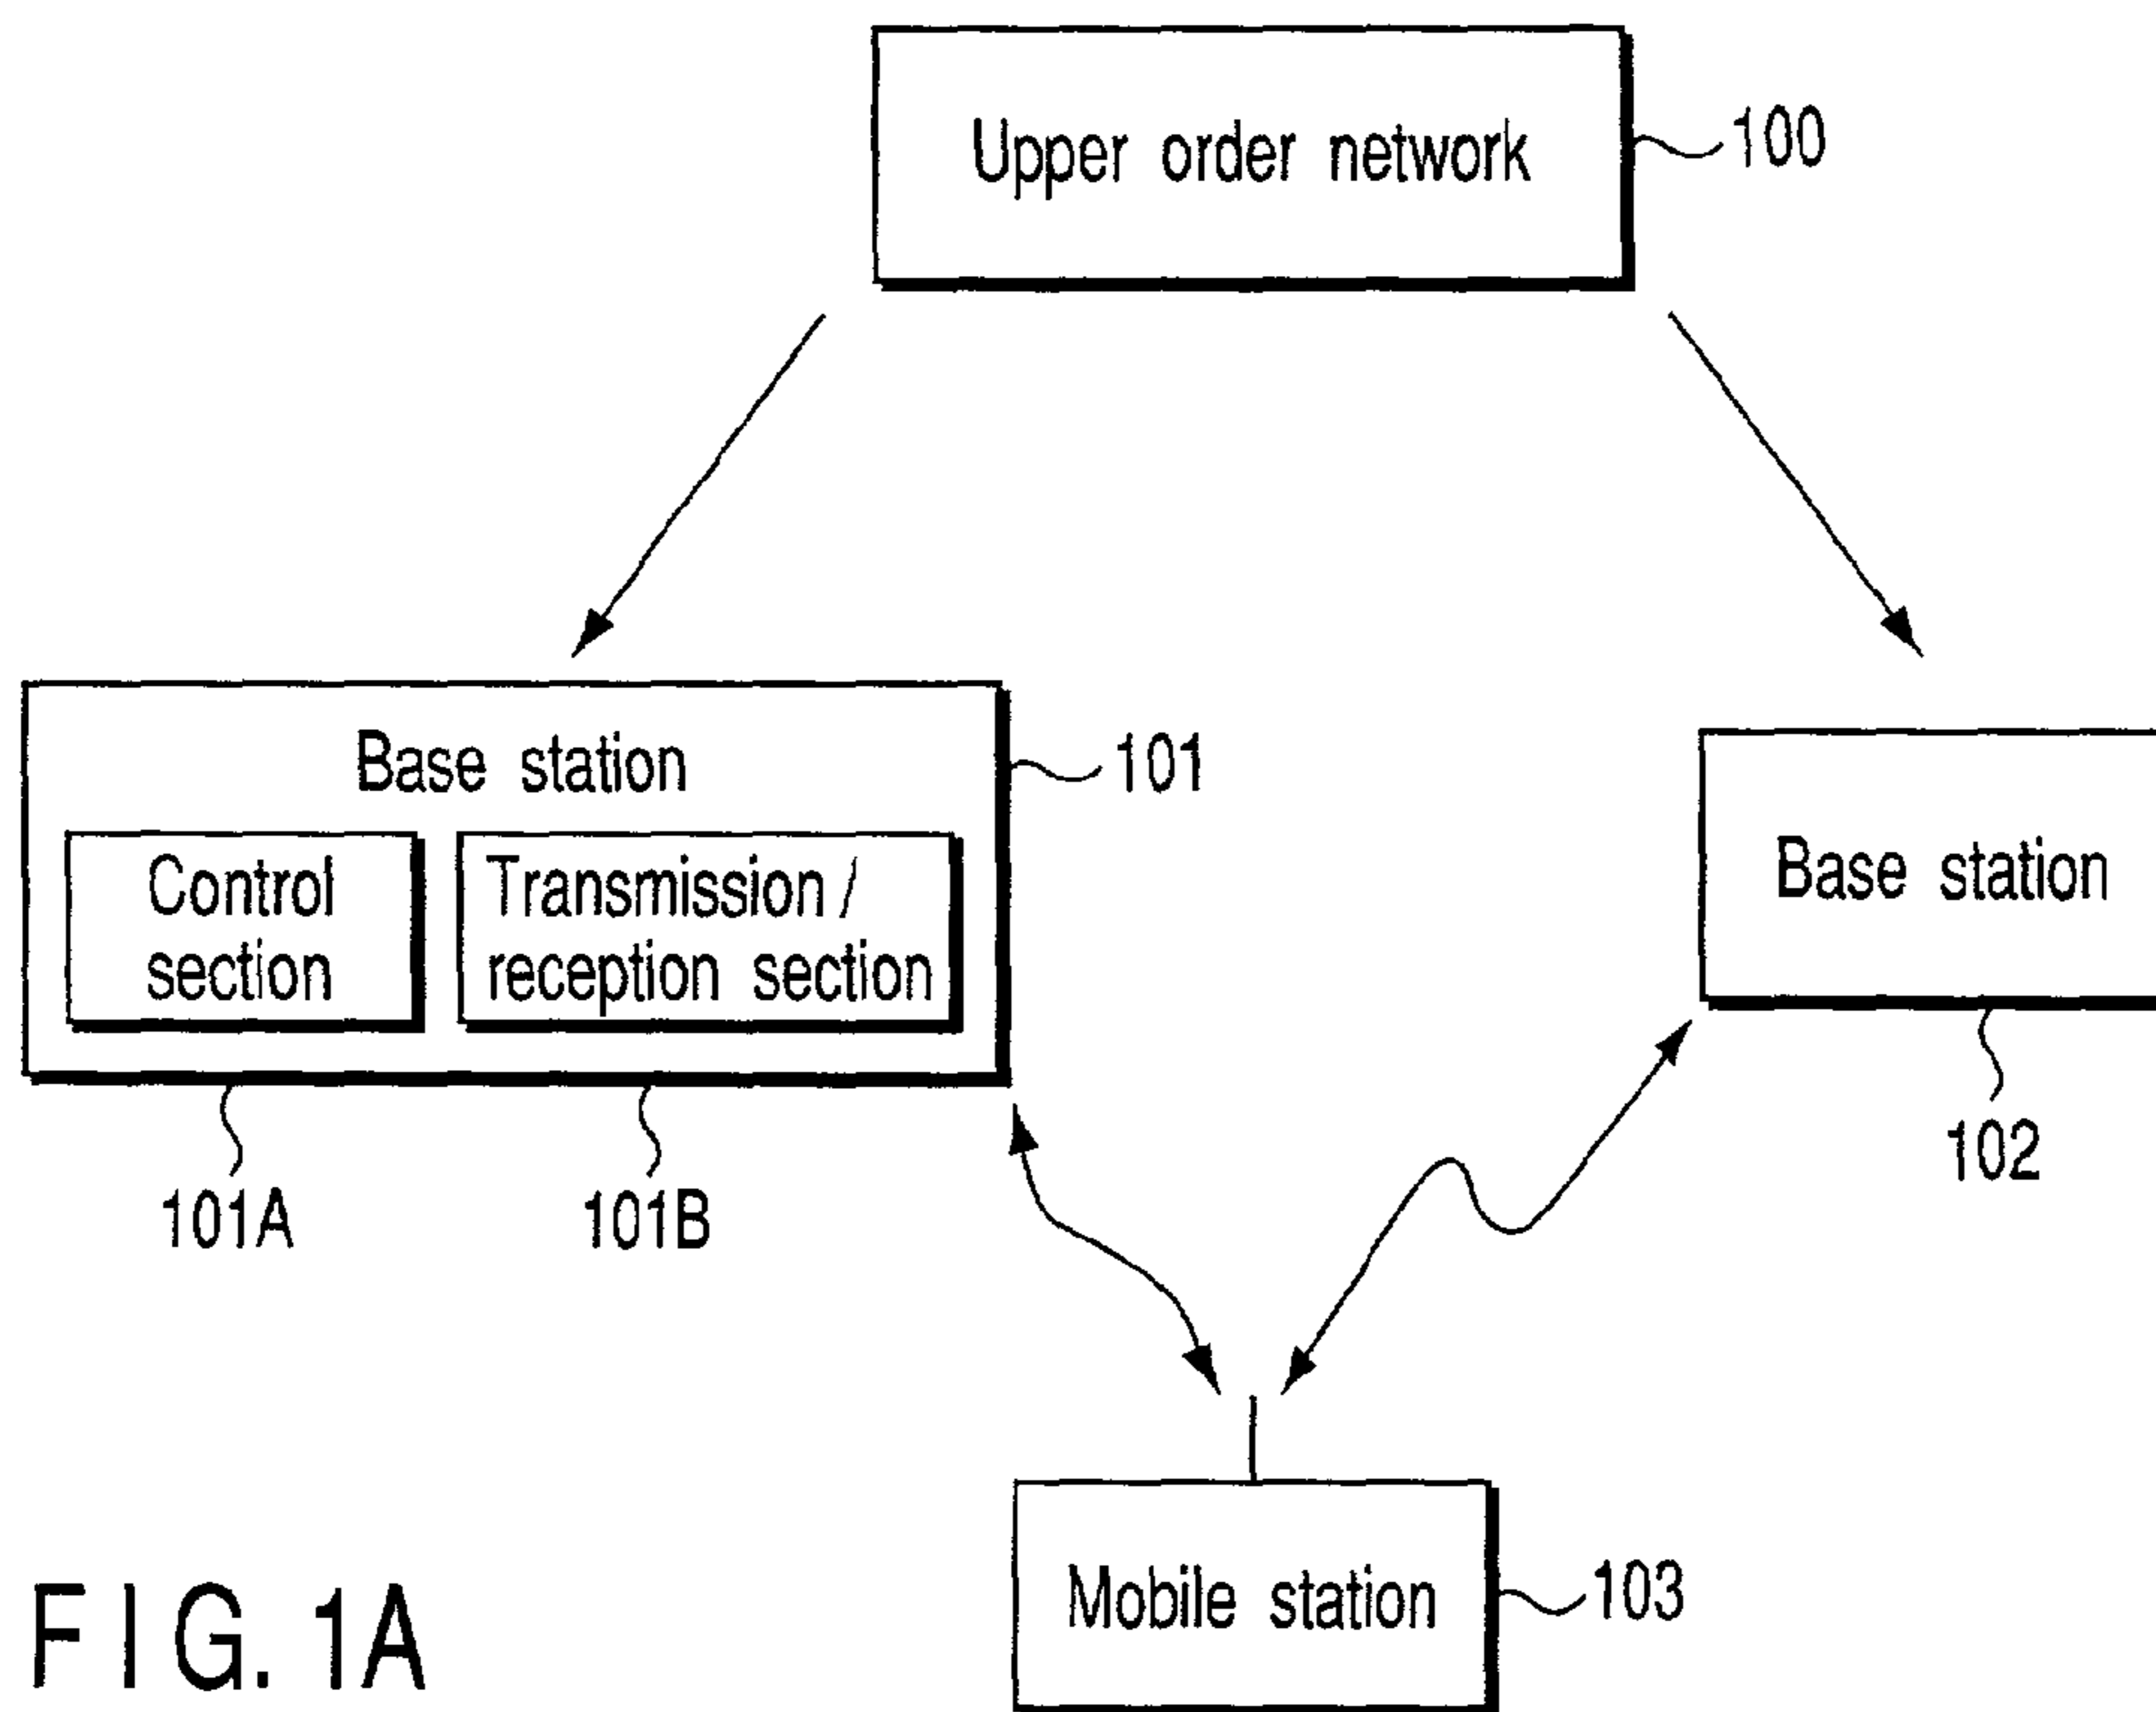 Upper order network
100
Base station
101
Control
section
Transmission /
reception section
101A
101B
Base station
102
Mobile station
103
FIG. 1A